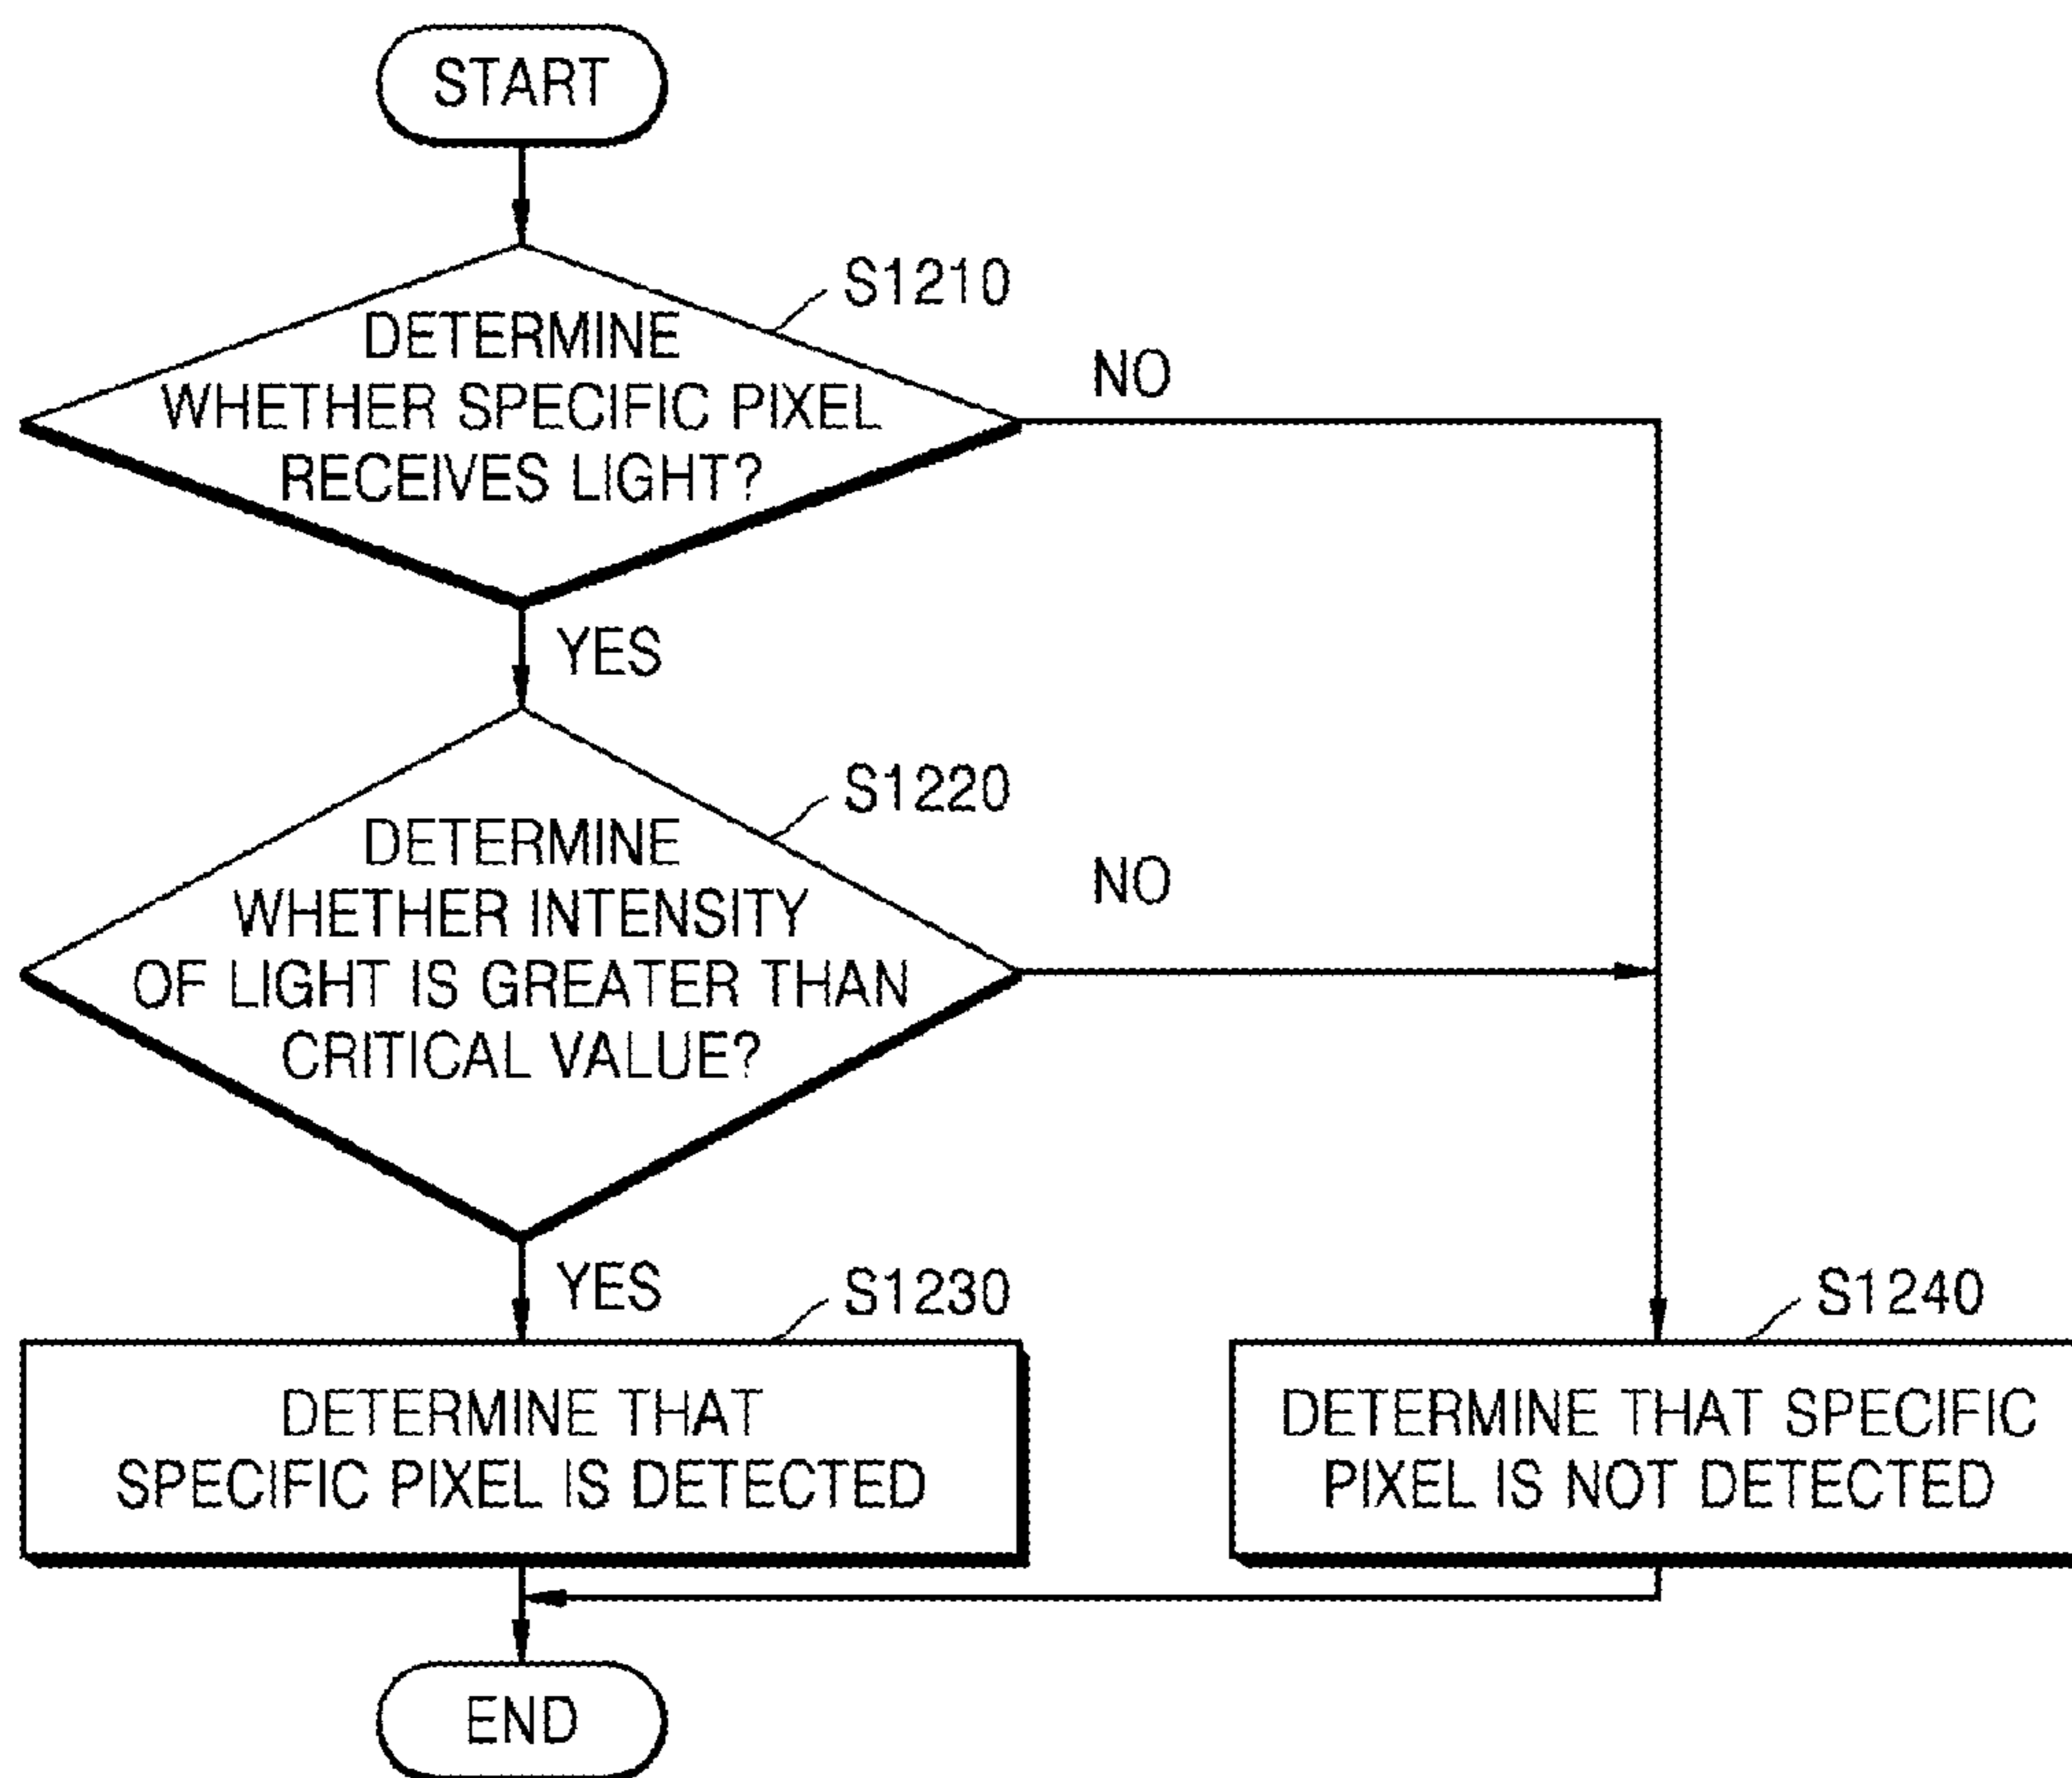 START
S1210
DETERMINE
WHETHER SPECIFIC PIXEL
RECEIVES LIGHT?
NO
YES
S1220
DETERMINE
WHETHER INTENSITY
OF LIGHT IS GREATER THAN
CRITICAL VALUE?
NO
YES
S1230
DETERMINE THAT
SPECIFIC PIXEL IS DETECTED
S1240
DETERMINE THAT SPECIFIC
PIXEL IS NOT DETECTED
END